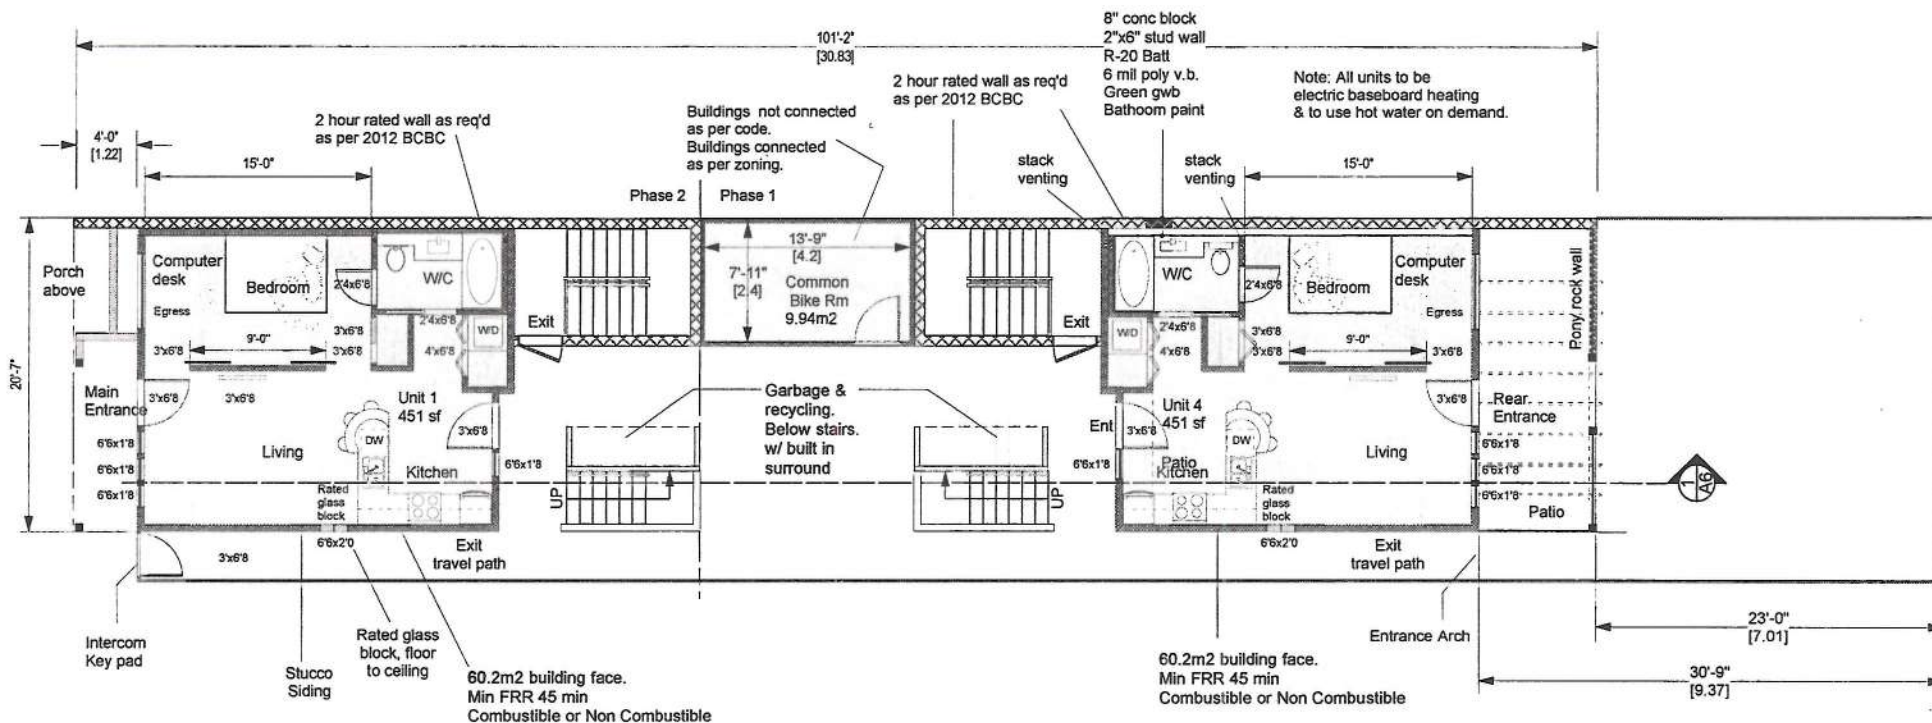 101'-2"
[30.83]
8" conc block
2"x6" stud wall
R-20 Batt
6 mil poly v.b.
Green gwb
Bathoom paint
2 hour rated wall as req'd
as per 2012 BCBC
Note: All units to be
electric baseboard heating
& to use hot water on demand.
Buildings not connected
as per code.
Buildings connected
as per zoning.
2 hour rated wall as req'd
as per 2012 BCBC
4'-0"
[1.22]
15'-0"
stack
venting
stack
venting
15'-0"
Phase 2
Phase 1
20'-7"
Porch
above
Computer
desk
Bedroom
2'4x6'8
W/C
Egress
3'x6'8
9'-0"
3'x6'8
3'x6'8
2'4x6'8
4'x6'8
W/D
Exit
13'-9"
[4.2]
7'-11"
[2.4]
Common
Bike Rm
9.94m2
Exit
W/C
2'4x6'8
Bedroom
Computer
desk
Egress
W/D
2'4x6'8
4'x6'8
3'x6'8
3'x6'8
9'-0"
3'x6'8
Pony rock wall
Main
Entrance
3'x6'8
3'x6'8
Unit 1
451 sf
3'x6'8
DW
Living
Kitchen
6'6x1'8
6'6x1'8
6'6x1'8
6'6x1'8
Rated
glass
block
Garbage &
recycling.
Below stairs.
w/ built in
surround
UP
UP
Ent
3'x6'8
Unit 4
451 sf
DW
Patio
Kitchen
6'6x1'8
Living
3'x6'8
Rear
Entrance
6'6x1'8
6'6x1'8
6'6x1'8
Rated
glass
block
Patio
1
A6
3'x6'8
6'6x2'0
Exit
travel path
6'6x2'0
Exit
travel path
Intercom
Key pad
Stucco
Siding
Rated glass
block, floor
to ceiling
60.2m2 building face.
Min FRR 45 min
Combustible or Non Combustible
60.2m2 building face.
Min FRR 45 min
Combustible or Non Combustible
Entrance Arch
23'-0"
[7.01]
30'-9"
[9.37]